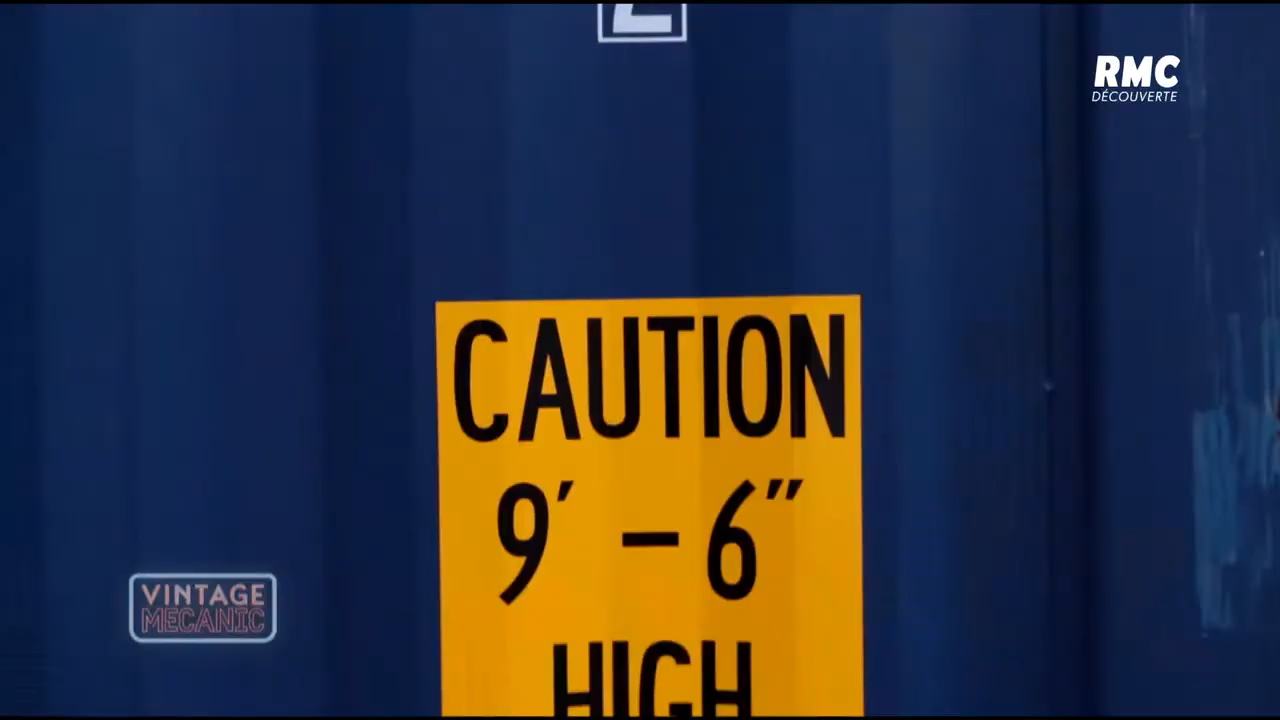 RMC
DÉCOUVERTE
CAUTION
9' – 6"
HIGH
VINTAGE
MECANIC